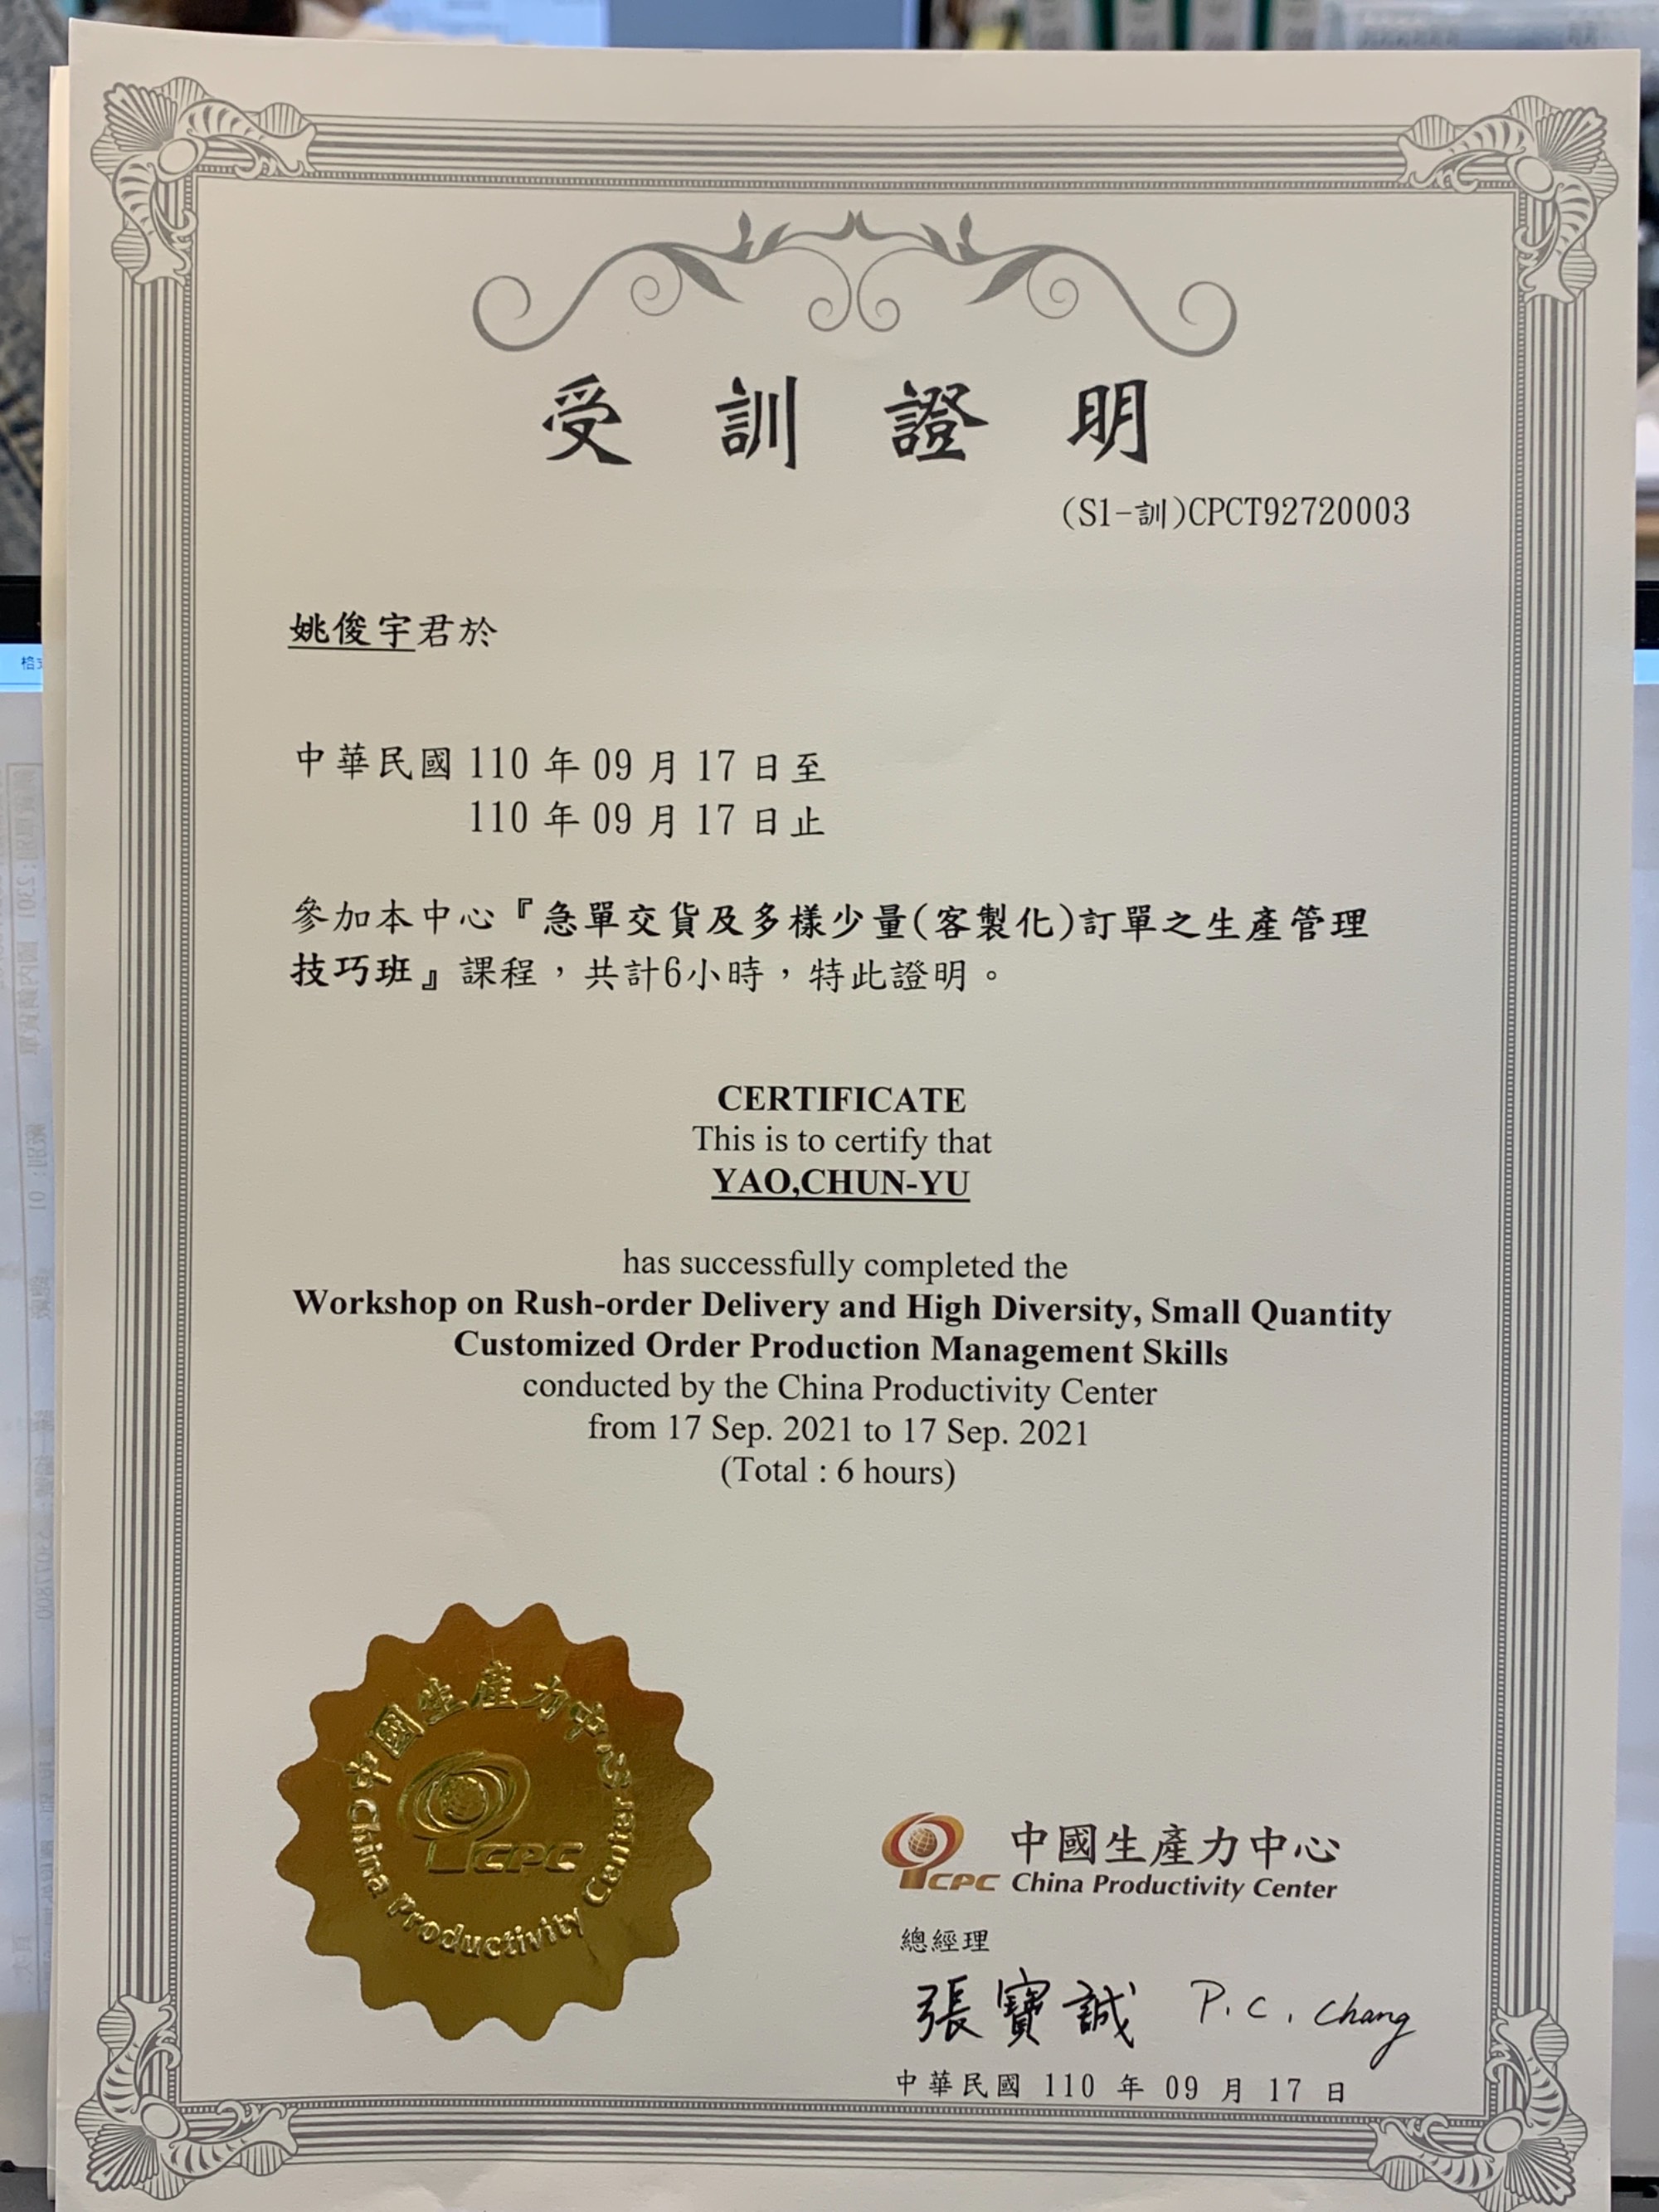 受訓證明
(S1-訓)CPCT92720003
姚俊宇君於
中華民國 110 年 09 月 17 日至
110 年 09 月 17 日止
參加本中心『急單交貨及多樣少量(客製化)訂單之生產管理
技巧班』課程，共計6小時，特此證明。
CERTIFICATE
This is to certify that
YAO,CHUN-YU
has successfully completed the
Workshop on Rush-order Delivery and High Diversity, Small Quantity
Customized Order Production Management Skills
conducted by the China Productivity Center
from 17 Sep. 2021 to 17 Sep. 2021
(Total : 6 hours)
中國生產力中心
CPC
China Productivity Center
中國生產力中心
CPC China Productivity Center
總經理
張寶誠 P.C. Chang
中華民國 110 年 09 月 17 日